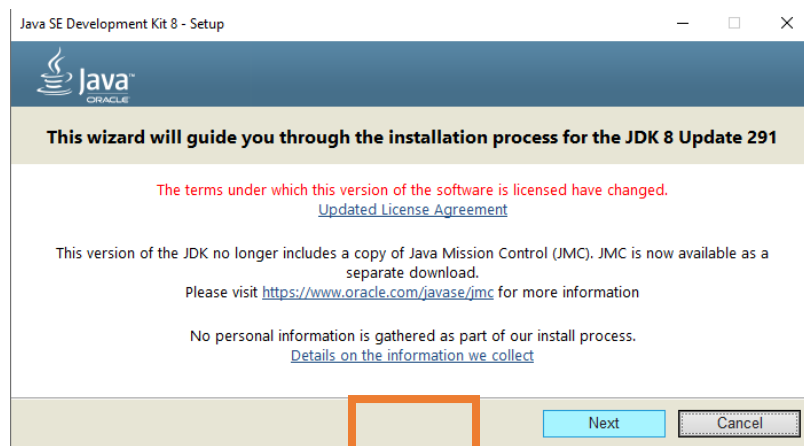 Java SE Development Kit 8 - Setup
Java™
ORACLE
This wizard will guide you through the installation process for the JDK 8 Update 291
The terms under which this version of the software is licensed have changed.
Updated License Agreement
This version of the JDK no longer includes a copy of Java Mission Control (JMC). JMC is now available as a
separate download.
Please visit https://www.oracle.com/javase/jmc for more information
No personal information is gathered as part of our install process.
Details on the information we collect
Next
Cancel